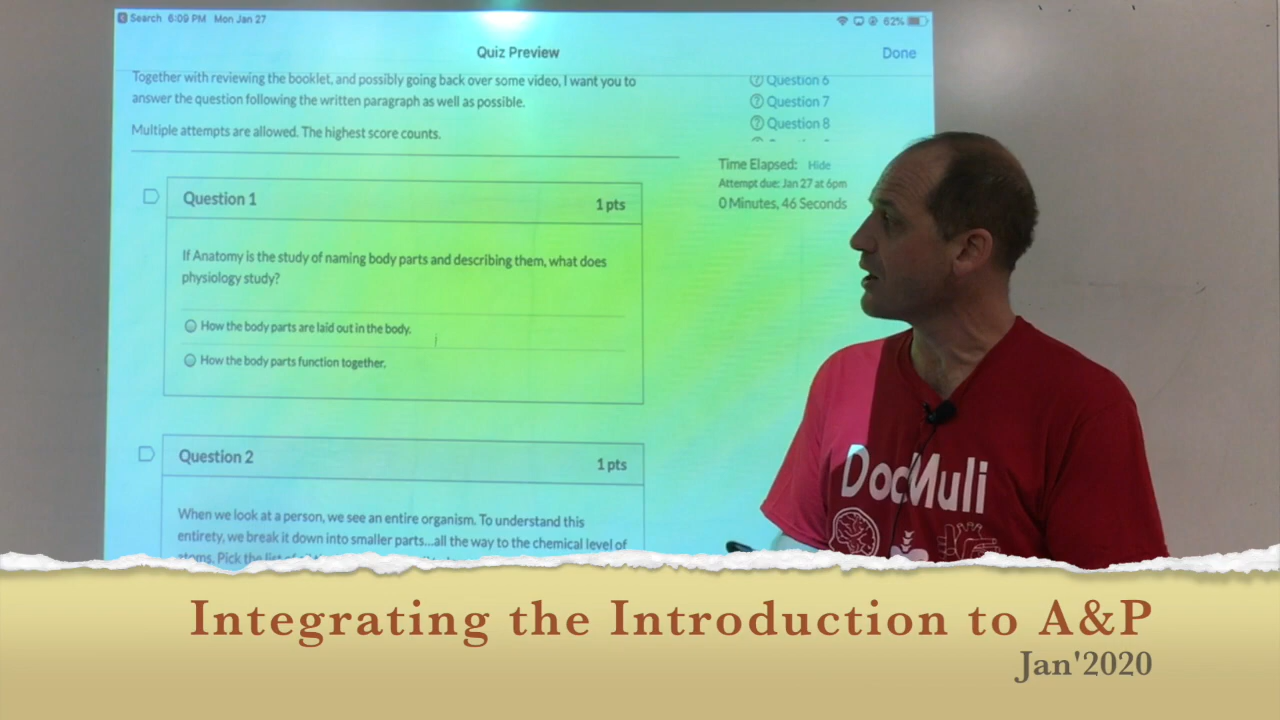 Search 6:09 PM Mon Jan 27
62%
Quiz Preview
Done
Together with reviewing the booklet, and possibly going back over some video, I want you to
answer the question following the written paragraph as well as possible.
Multiple attempts are allowed. The highest score counts.
Question 6
Question 7
Question 8
Time Elapsed: Hide
Attempt due: Jan 27 at 6pm
0 Minutes, 46 Seconds
Question 1
1 pts
If Anatomy is the study of naming body parts and describing them, what does
physiology study?
How the body parts are laid out in the body.
How the body parts function together.
Question 2
1 pts
When we look at a person, we see an entire organism. To understand this
entirety, we break it down into smaller parts...all the way to the chemical level of
atoms. Pick the list of
DocMuli
Integrating the Introduction to A&P
Jan'2020